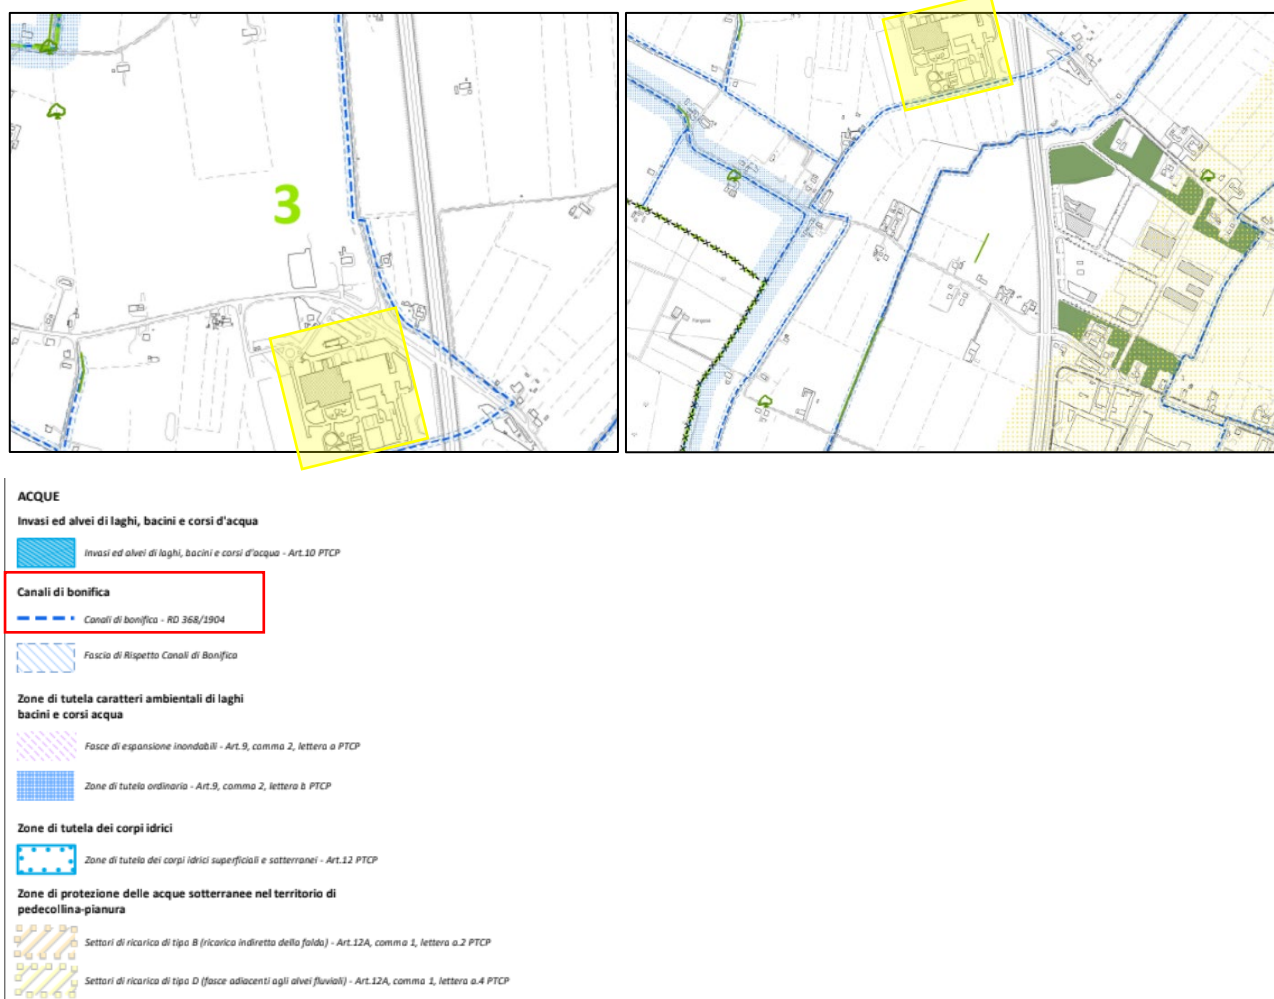 3
ACQUE
Invasi ed alvei di laghi, bacini e corsi d'acqua
Invasi ed alvei di laghi, bacini e corsi d'acqua - Art.10 PTCP
Canali di bonifica
Canali di bonifica - RD 368/1904
Fascia di Rispetto Canali di Bonifica
Zone di tutela caratteri ambientali di laghi
bacini e corsi acqua
Fasce di espansione inondabili - Art.9, comma 2, lettera a PTCP
Zone di tutela ordinaria - Art.9, comma 2, lettera b PTCP
Zone di tutela dei corpi idrici
Zone di tutela dei corpi idrici superficiali e sotterranei - Art.12 PTCP
Zone di protezione delle acque sotterranee nel territorio di
pedecollina-pianura
Settori di ricarica di tipo B (ricarica indiretta della falda) - Art.12A, comma 1, lettera a.2 PTCP
Settori di ricarica di tipo D (fasce adiacenti agli alvei fluviali) - Art.12A, comma 1, lettera a.4 PTCP